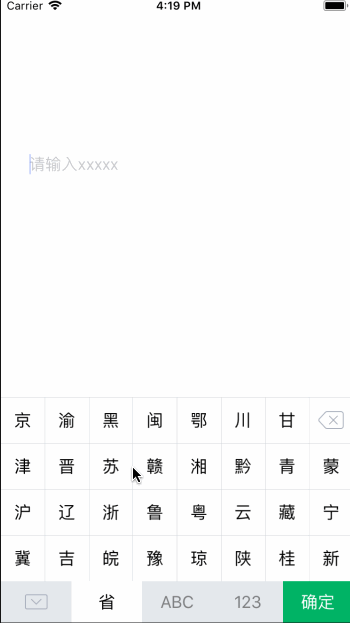 Carrier 4:19 PM
请输入xxxxx
京 渝 黑 闽 鄂 川 甘
津 晋 苏 赣 湘 黔 青 蒙
沪 辽 浙 鲁 粤 云 藏 宁
冀 吉 皖 豫 琼 陕 桂 新
省 ABC 123 确定